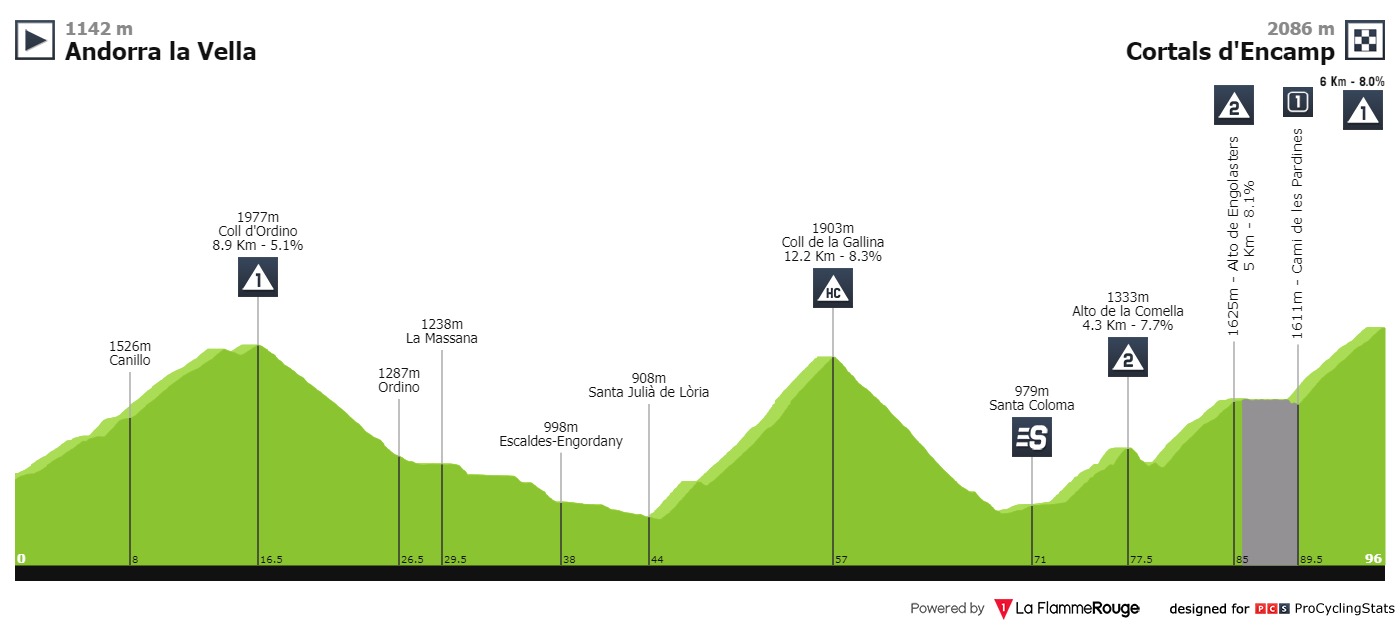 1142 m
Andorra la Vella
2086 m
Cortals d'Encamp
6 Km - 8.0%
2
1
1
1625m - Alto de Engolasters
5 Km - 8.1%
1611m - Cami de les Pardines
1977m
Coll d'Ordino
8.9 Km - 5.1%
1
1903m
Coll de la Gallina
12.2 Km - 8.3%
HC
1333m
Alto de la Comella
4.3 Km - 7.7%
2
1238m
La Massana
1526m
Canillo
1287m
Ordino
908m
Santa Julià de Lòria
979m
Santa Coloma
S
998m
Escaldes-Engordany
0
8
16.5
26.5
29.5
38
44
57
71
77.5
85
89.5
96
Powered by 1 La FlammeRouge
designed for PCS ProCyclingStats